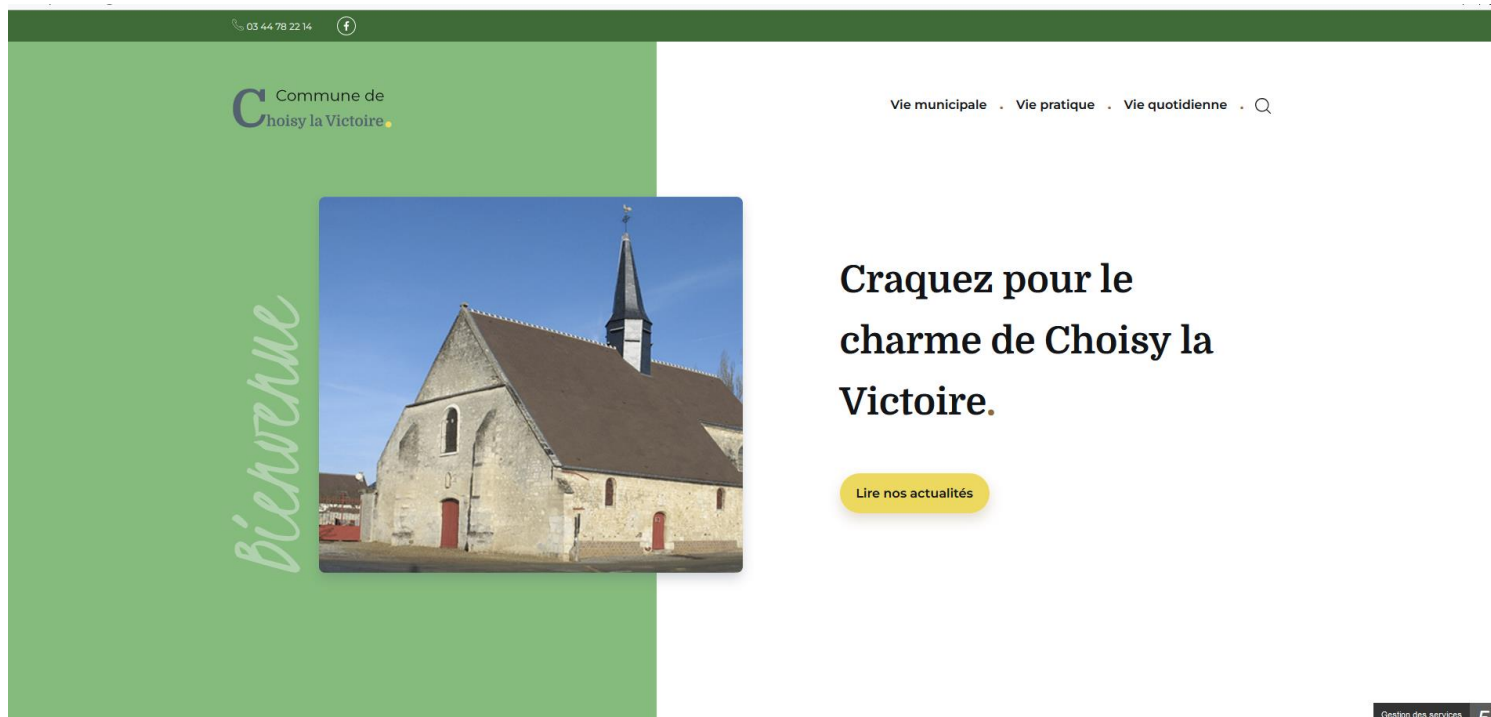 03 44 78 22 14
Commune de
Choisy la Victoire.
Vie municipale . Vie pratique . Vie quotidienne .
Bienvenue
Craquez pour le
charme de Choisy la
Victoire.
Lire nos actualités
Gestion des services